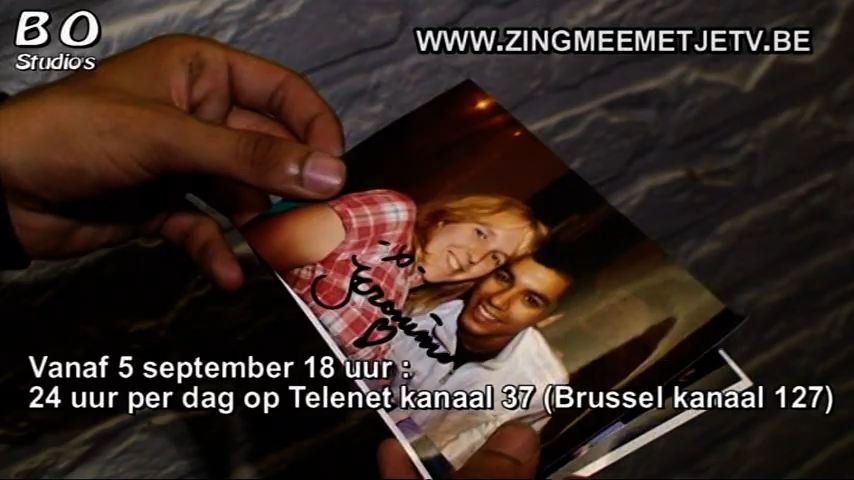 BO
Studio's
WWW.ZINGMEEMETJETV.BE
Jeronimo
Vanaf 5 september 18 uur :
24 uur per dag op Telenet kanaal 37 (Brussel kanaal 127)